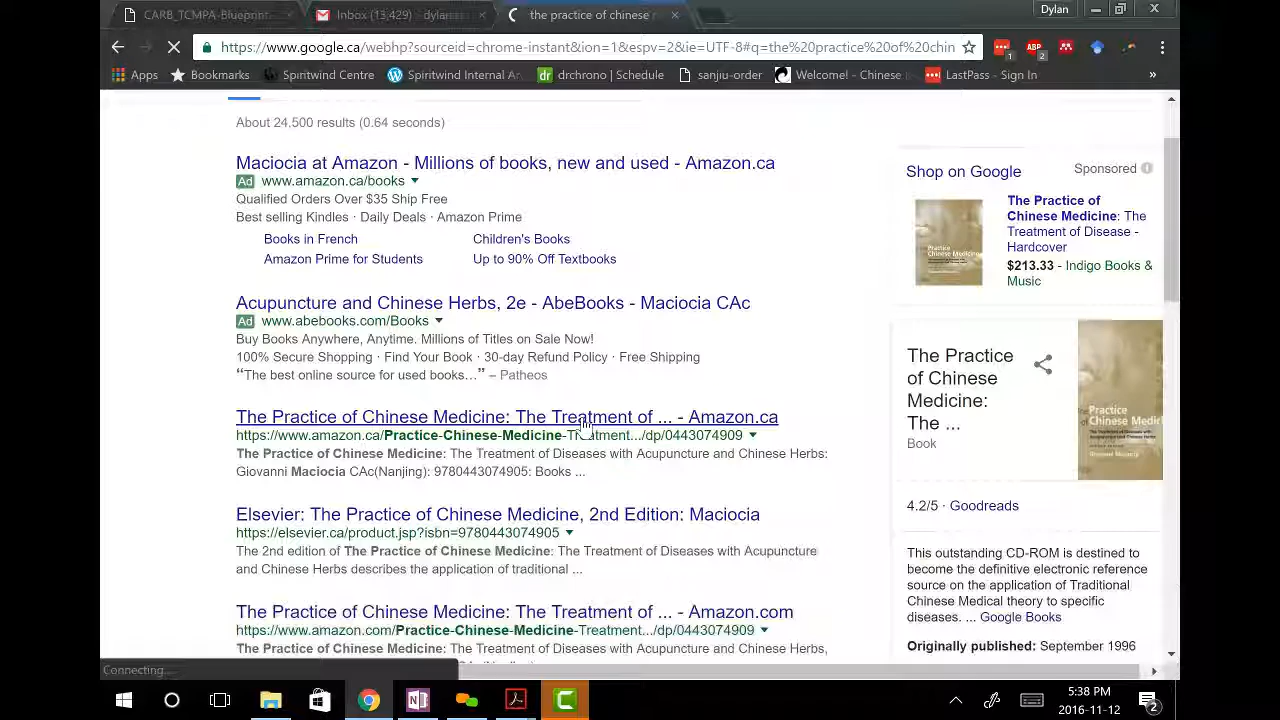 CARB_TCMPA-Blueprint-
Inbox (13,429) - dylan
the practice of chinese
Dylan
https://www.google.ca/webhp?sourceid=chrome-instant&ion=1&espv=2&ie=UTF-8#q=the%20practice%20of%20chin
1
2
Apps
Bookmarks
Spiritwind Centre
Spiritwind Internal Ar
drchrono | Schedule
sanjiu-order
Welcome! - Chinese
LastPass - Sign In
»
About 24,500 results (0.64 seconds)
Maciocia at Amazon - Millions of books, new and used - Amazon.ca
Ad www.amazon.ca/books
Qualified Orders Over $35 Ship Free
Best selling Kindles · Daily Deals · Amazon Prime
Books in French
Children's Books
Amazon Prime for Students
Up to 90% Off Textbooks
Acupuncture and Chinese Herbs, 2e - AbeBooks - Maciocia CAc
Ad www.abebooks.com/Books
Buy Books Anywhere, Anytime. Millions of Titles on Sale Now!
100% Secure Shopping · Find Your Book · 30-day Refund Policy · Free Shipping
"The best online source for used books..." – Patheos
The Practice of Chinese Medicine: The Treatment of ... - Amazon.ca
https://www.amazon.ca/Practice-Chinese-Medicine-Treatment.../dp/0443074909
The Practice of Chinese Medicine: The Treatment of Diseases with Acupuncture and Chinese Herbs:
Giovanni Maciocia CAc(Nanjing): 9780443074905: Books ...
Elsevier: The Practice of Chinese Medicine, 2nd Edition: Maciocia
https://elsevier.ca/product.jsp?isbn=9780443074905
The 2nd edition of The Practice of Chinese Medicine: The Treatment of Diseases with Acupuncture
and Chinese Herbs describes the application of traditional ...
The Practice of Chinese Medicine: The Treatment of ... - Amazon.com
https://www.amazon.com/Practice-Chinese-Medicine-Treatment.../dp/0443074909
The Practice of Chinese Medicine: The Treatment of Diseases with Acupuncture and Chinese Herbs,
Shop on Google
Sponsored
The Practice of
Chinese Medicine: The
Treatment of Disease -
Hardcover
$213.33 - Indigo Books &
Music
Practice
Chinese Medicine
The Practice
of Chinese
Medicine:
The ...
Book
Practice
Chinese Medicine
4.2/5 · Goodreads
This outstanding CD-ROM is destined to
become the definitive electronic reference
source on the application of Traditional
Chinese Medical theory to specific
diseases. ... Google Books
Originally published: September 1996
Connecting...
5:38 PM
2016-11-12
2